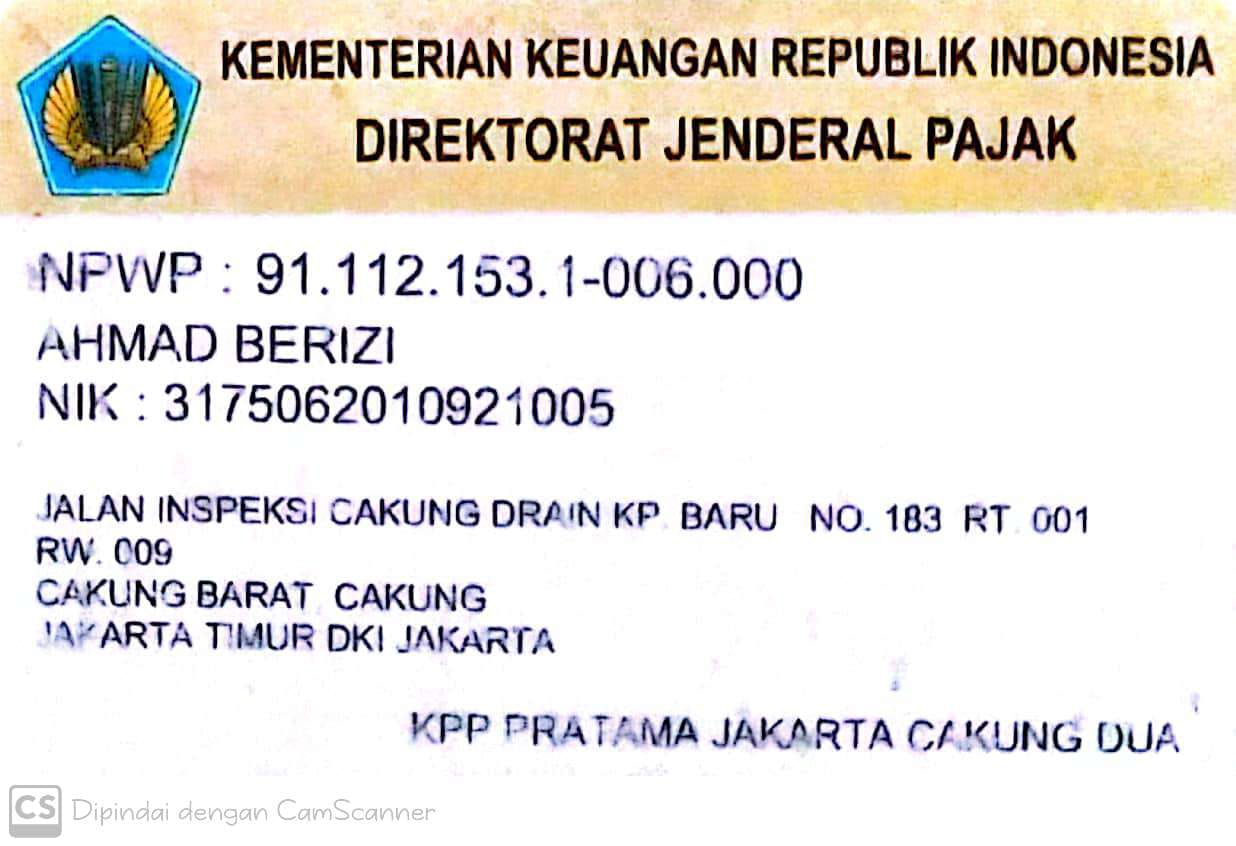 KEMENTERIAN KEUANGAN REPUBLIK INDONESIA
DIREKTORAT JENDERAL PAJAK
NPWP : 91.112.153.1-006.000
AHMAD BERIZI
NIK : 3175062010921005
JALAN INSPEKSI CAKUNG DRAIN KP. BARU NO. 183 RT. 001
RW. 009
CAKUNG BARAT CAKUNG
JAKARTA TIMUR DKI JAKARTA
KPP PRATAMA JAKARTA CAKUNG DUA
CS Dipindai dengan CamScanner